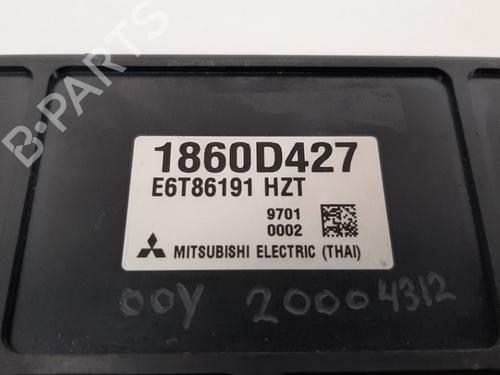 B-PARTS
1860D427
E6T86191 HZT
9701
0002
MITSUBISHI ELECTRIC (THAI)
OOY 20004312